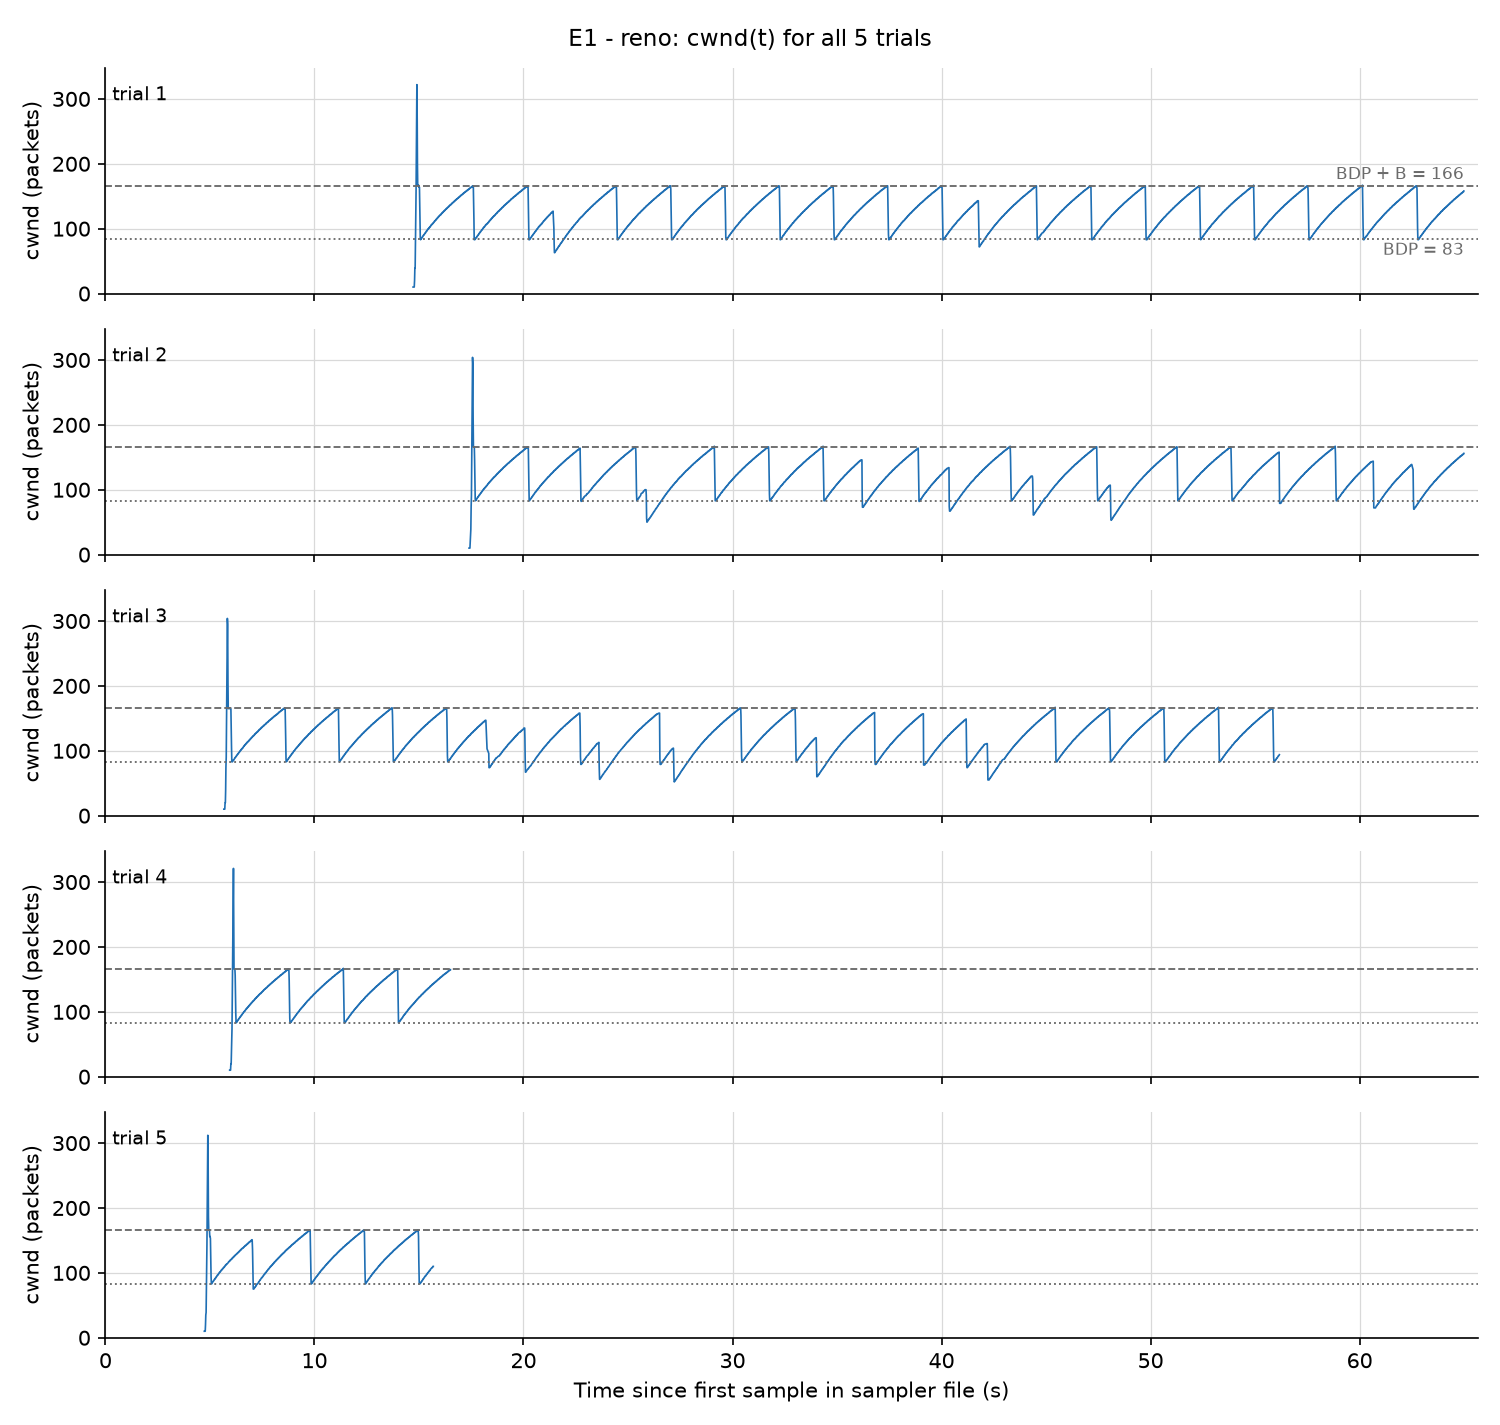 E1 - reno: cwnd(t) for all 5 trials
trial 1
300
200
100
0
cwnd (packets)
BDP + B = 166
BDP = 83
trial 2
300
200
100
0
cwnd (packets)
trial 3
300
200
100
0
cwnd (packets)
trial 4
300
200
100
0
cwnd (packets)
trial 5
300
200
100
0
cwnd (packets)
0 10 20 30 40 50 60
Time since first sample in sampler file (s)